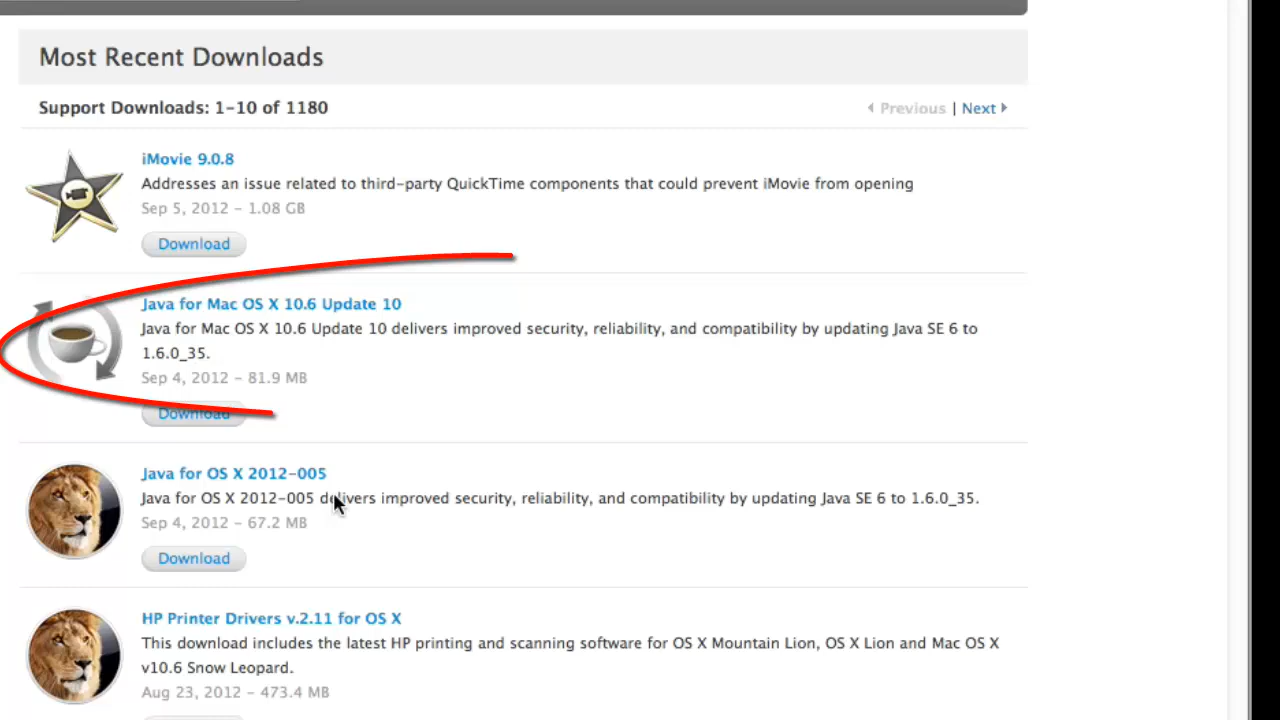 Most Recent Downloads
Support Downloads: 1-10 of 1180
Previous | Next
iMovie 9.0.8
Addresses an issue related to third-party QuickTime components that could prevent iMovie from opening
Sep 5, 2012 - 1.08 GB
Download
Java for Mac OS X 10.6 Update 10
Java for Mac OS X 10.6 Update 10 delivers improved security, reliability, and compatibility by updating Java SE 6 to
1.6.0_35.
Sep 4, 2012 - 81.9 MB
Download
Java for OS X 2012-005
Java for OS X 2012-005 delivers improved security, reliability, and compatibility by updating Java SE 6 to 1.6.0_35.
Sep 4, 2012 - 67.2 MB
Download
HP Printer Drivers v.2.11 for OS X
This download includes the latest HP printing and scanning software for OS X Mountain Lion, OS X Lion and Mac OS X
v10.6 Snow Leopard.
Aug 23, 2012 - 473.4 MB